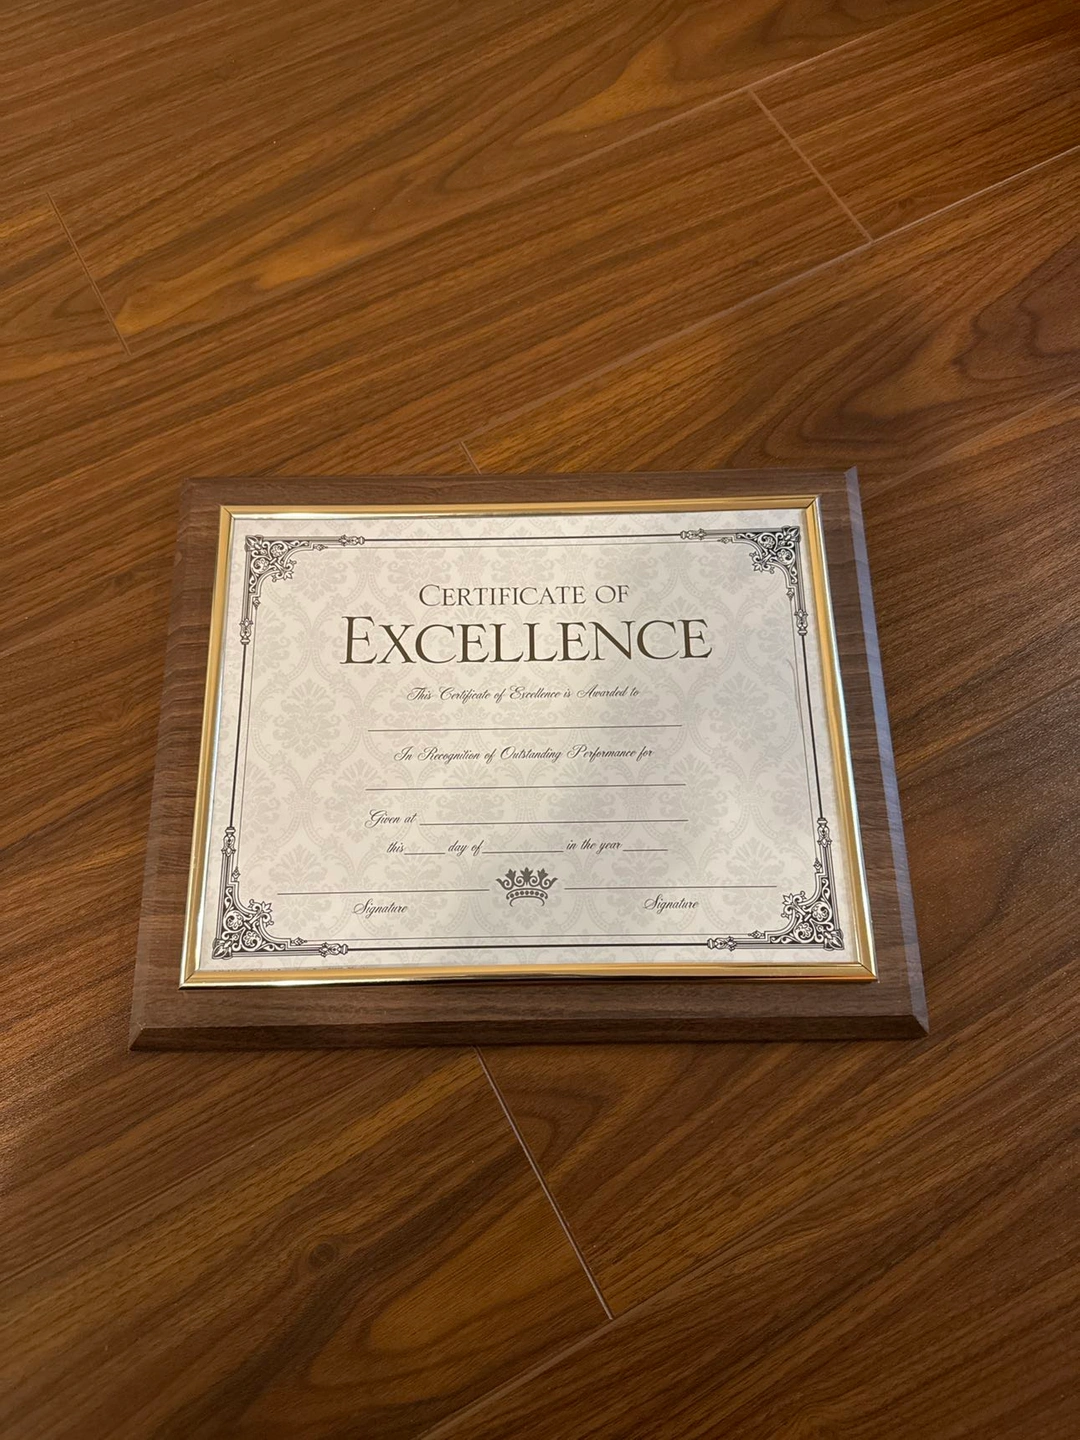 CERTIFICATE OF
EXCELLENCE
This Certificate of Excellence is Awarded to
In Recognition of Outstanding Performance for
Given at
this day of in the year
Signature Signature